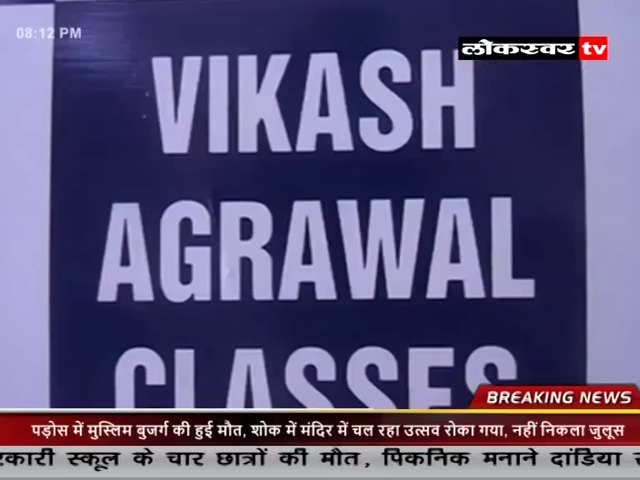 08:12 PM
लोकस्वर tv
VIKASH
AGRAWAL
CLASSES
BREAKING NEWS
पड़ोस में मुस्लिम बुजर्ग की हुई मौत, शोक में मंदिर में चल रहा उत्सव रोका गया, नहीं निकला जुलूस
स्कूल के चार छात्रों की मौत, पिकनिक मनाने दांडिया